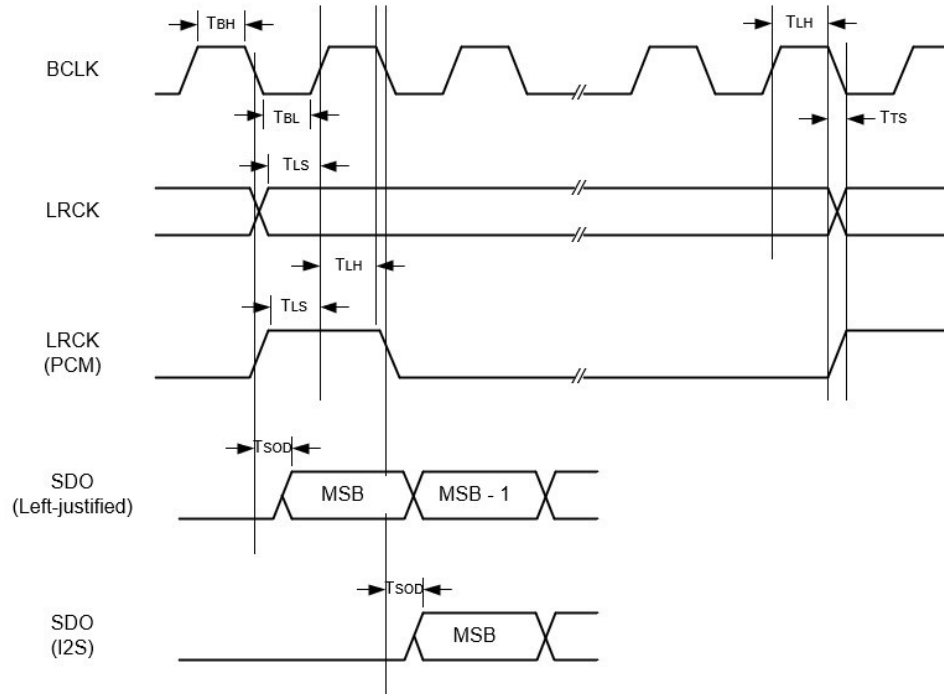 TBH
TLH
BCLK
TBL
TTS
TLS
LRCK
TLH
TLS
LRCK
(PCM)
TSOD
SDO
(Left-justified)
MSB
MSB - 1
TSOD
SDO
(I2S)
MSB